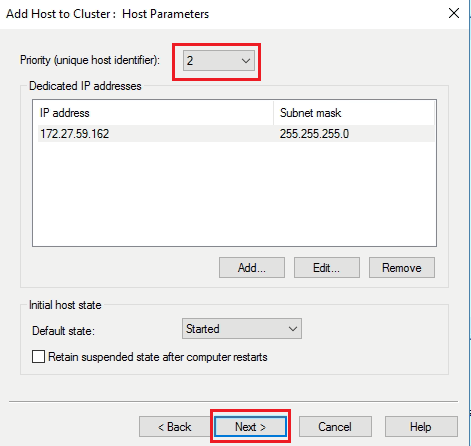 Add Host to Cluster : Host Parameters
Priority (unique host identifier): 2
Dedicated IP addresses
IP address Subnet mask
172.27.59.162 255.255.255.0
Add... Edit... Remove
Initial host state
Default state: Started
Retain suspended state after computer restarts
< Back Next > Cancel Help